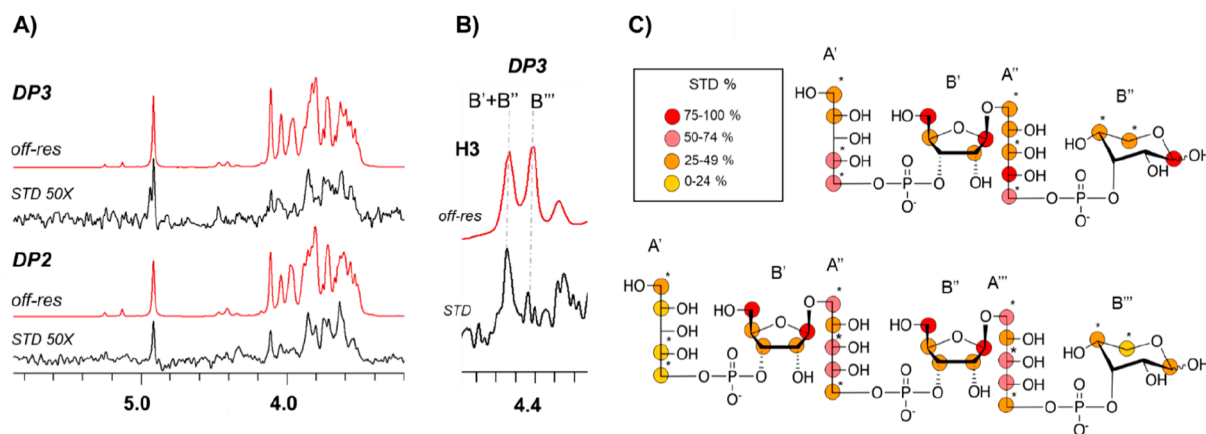 A)
DP3
off-res
STD 50X
DP2
off-res
STD 50X
5.0 4.0
B)
DP3
B'+B" B'''
H3
off-res
STD
4.4
C)
STD %
75-100 %
50-74 %
25-49 %
0-24 %
A'
B'
A"
B"
HO * OH OH * OH * O P O O- O HO O OH O * OH OH OH * O P O O- O HO * * O OH OH
A'
B'
A"
B"
A'''
B'''
HO * OH OH * OH * O P O O- O HO O OH O * OH OH * OH * O P O O- O HO O OH O * OH OH * OH * O P O O- O HO * * O OH OH